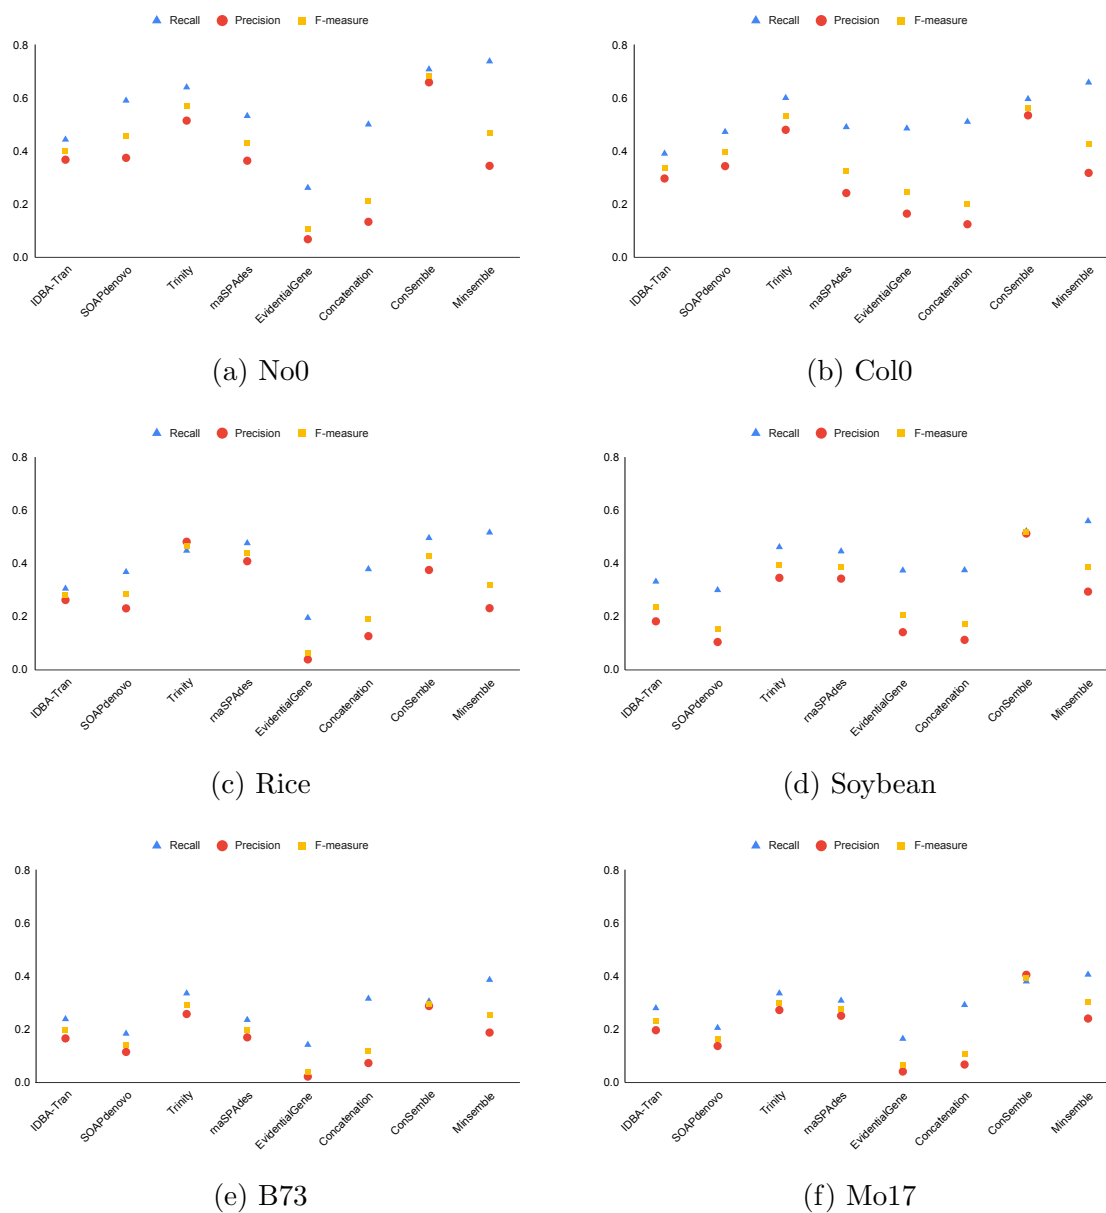 Recall Precision F-measure
0.8
0.6
0.4
0.2
0.0
IDBA-Tran SOAPdenovo Trinity rnaSPAdes EvidentialGene Concatenation ConSemble Minsemble
(a) No0
Recall Precision F-measure
0.8
0.6
0.4
0.2
0.0
IDBA-Tran SOAPdenovo Trinity rnaSPAdes EvidentialGene Concatenation ConSemble Minsemble
(b) Col0
Recall Precision F-measure
0.8
0.6
0.4
0.2
0.0
IDBA-Tran SOAPdenovo Trinity rnaSPAdes EvidentialGene Concatenation ConSemble Minsemble
(c) Rice
Recall Precision F-measure
0.8
0.6
0.4
0.2
0.0
IDBA-Tran SOAPdenovo Trinity rnaSPAdes EvidentialGene Concatenation ConSemble Minsemble
(d) Soybean
Recall Precision F-measure
0.8
0.6
0.4
0.2
0.0
IDBA-Tran SOAPdenovo Trinity rnaSPAdes EvidentialGene Concatenation ConSemble Minsemble
(e) B73
Recall Precision F-measure
0.8
0.6
0.4
0.2
0.0
IDBA-Tran SOAPdenovo Trinity rnaSPAdes EvidentialGene Concatenation ConSemble Minsemble
(f) Mo17